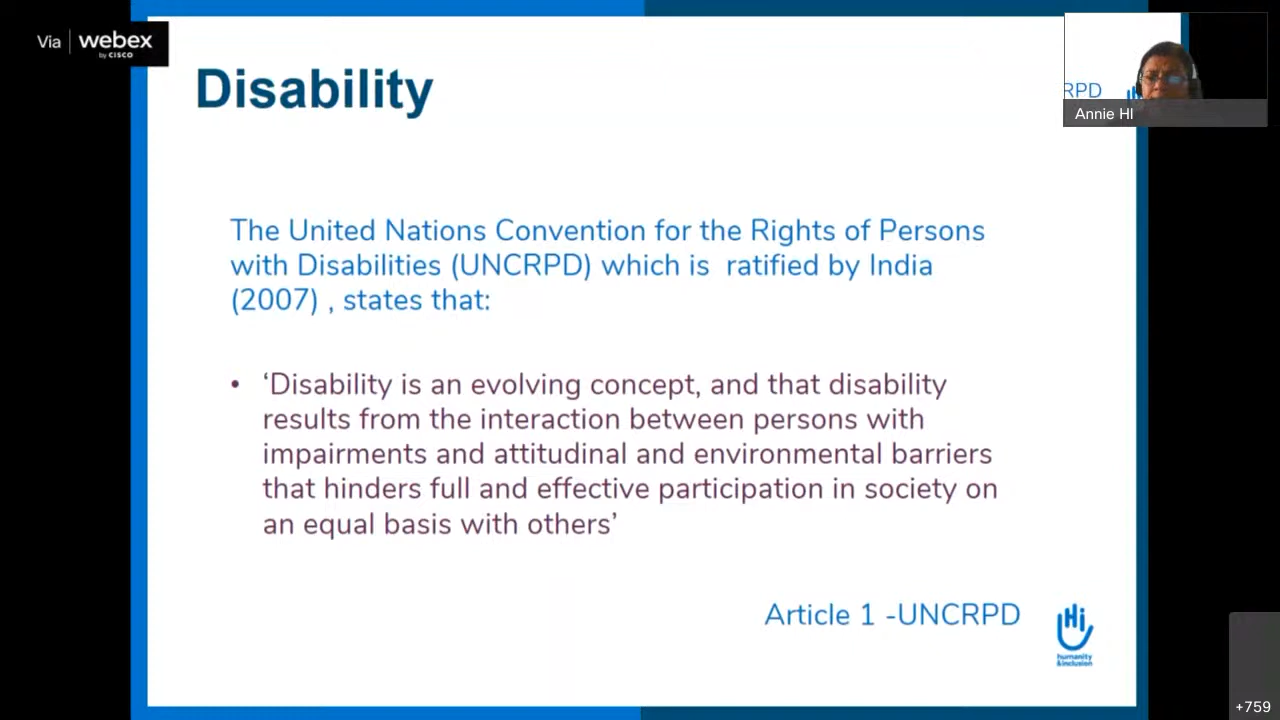 Via webex
by CISCO
Disability
RPD
Annie HI
The United Nations Convention for the Rights of Persons
with Disabilities (UNCRPD) which is ratified by India
(2007) , states that:
• ‘Disability is an evolving concept, and that disability
results from the interaction between persons with
impairments and attitudinal and environmental barriers
that hinders full and effective participation in society on
an equal basis with others’
Article 1 -UNCRPD
Hi
humanity
&inclusion
+759